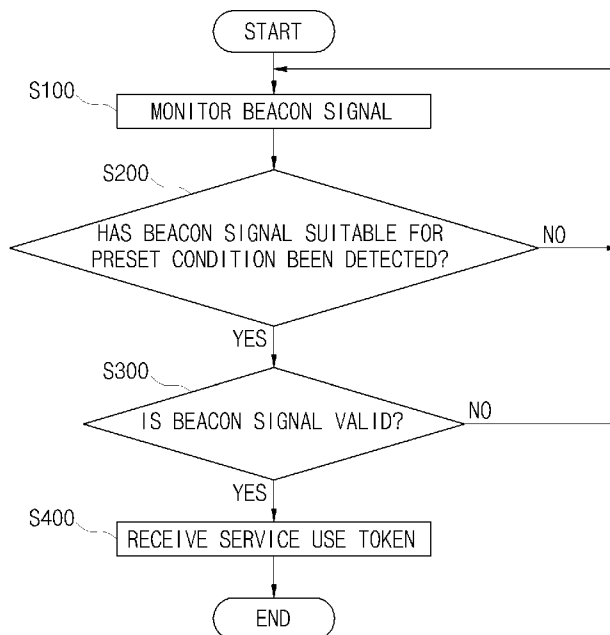 START
S100
MONITOR BEACON SIGNAL
S200
HAS BEACON SIGNAL SUITABLE FOR
PRESET CONDITION BEEN DETECTED?
NO
YES
S300
IS BEACON SIGNAL VALID?
NO
YES
S400
RECEIVE SERVICE USE TOKEN
END